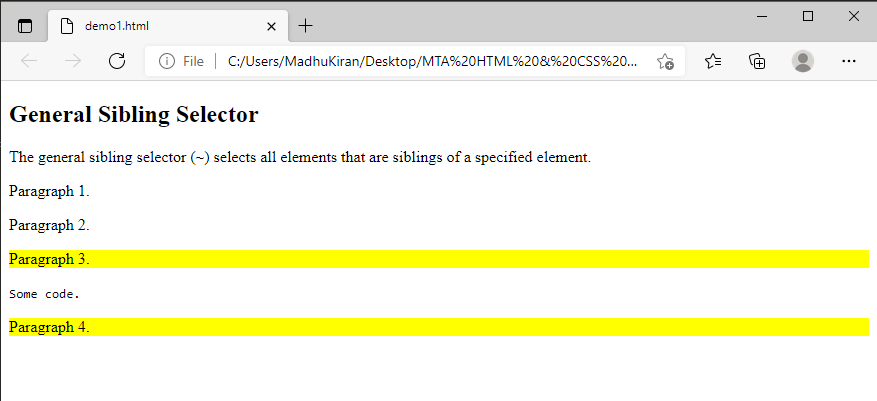 demo1.html
File
C:/Users/MadhuKiran/Desktop/MTA%20HTML%20&%20CSS%20...
General Sibling Selector
The general sibling selector (~) selects all elements that are siblings of a specified element.
Paragraph 1.
Paragraph 2.
Paragraph 3.
Some code.
Paragraph 4.